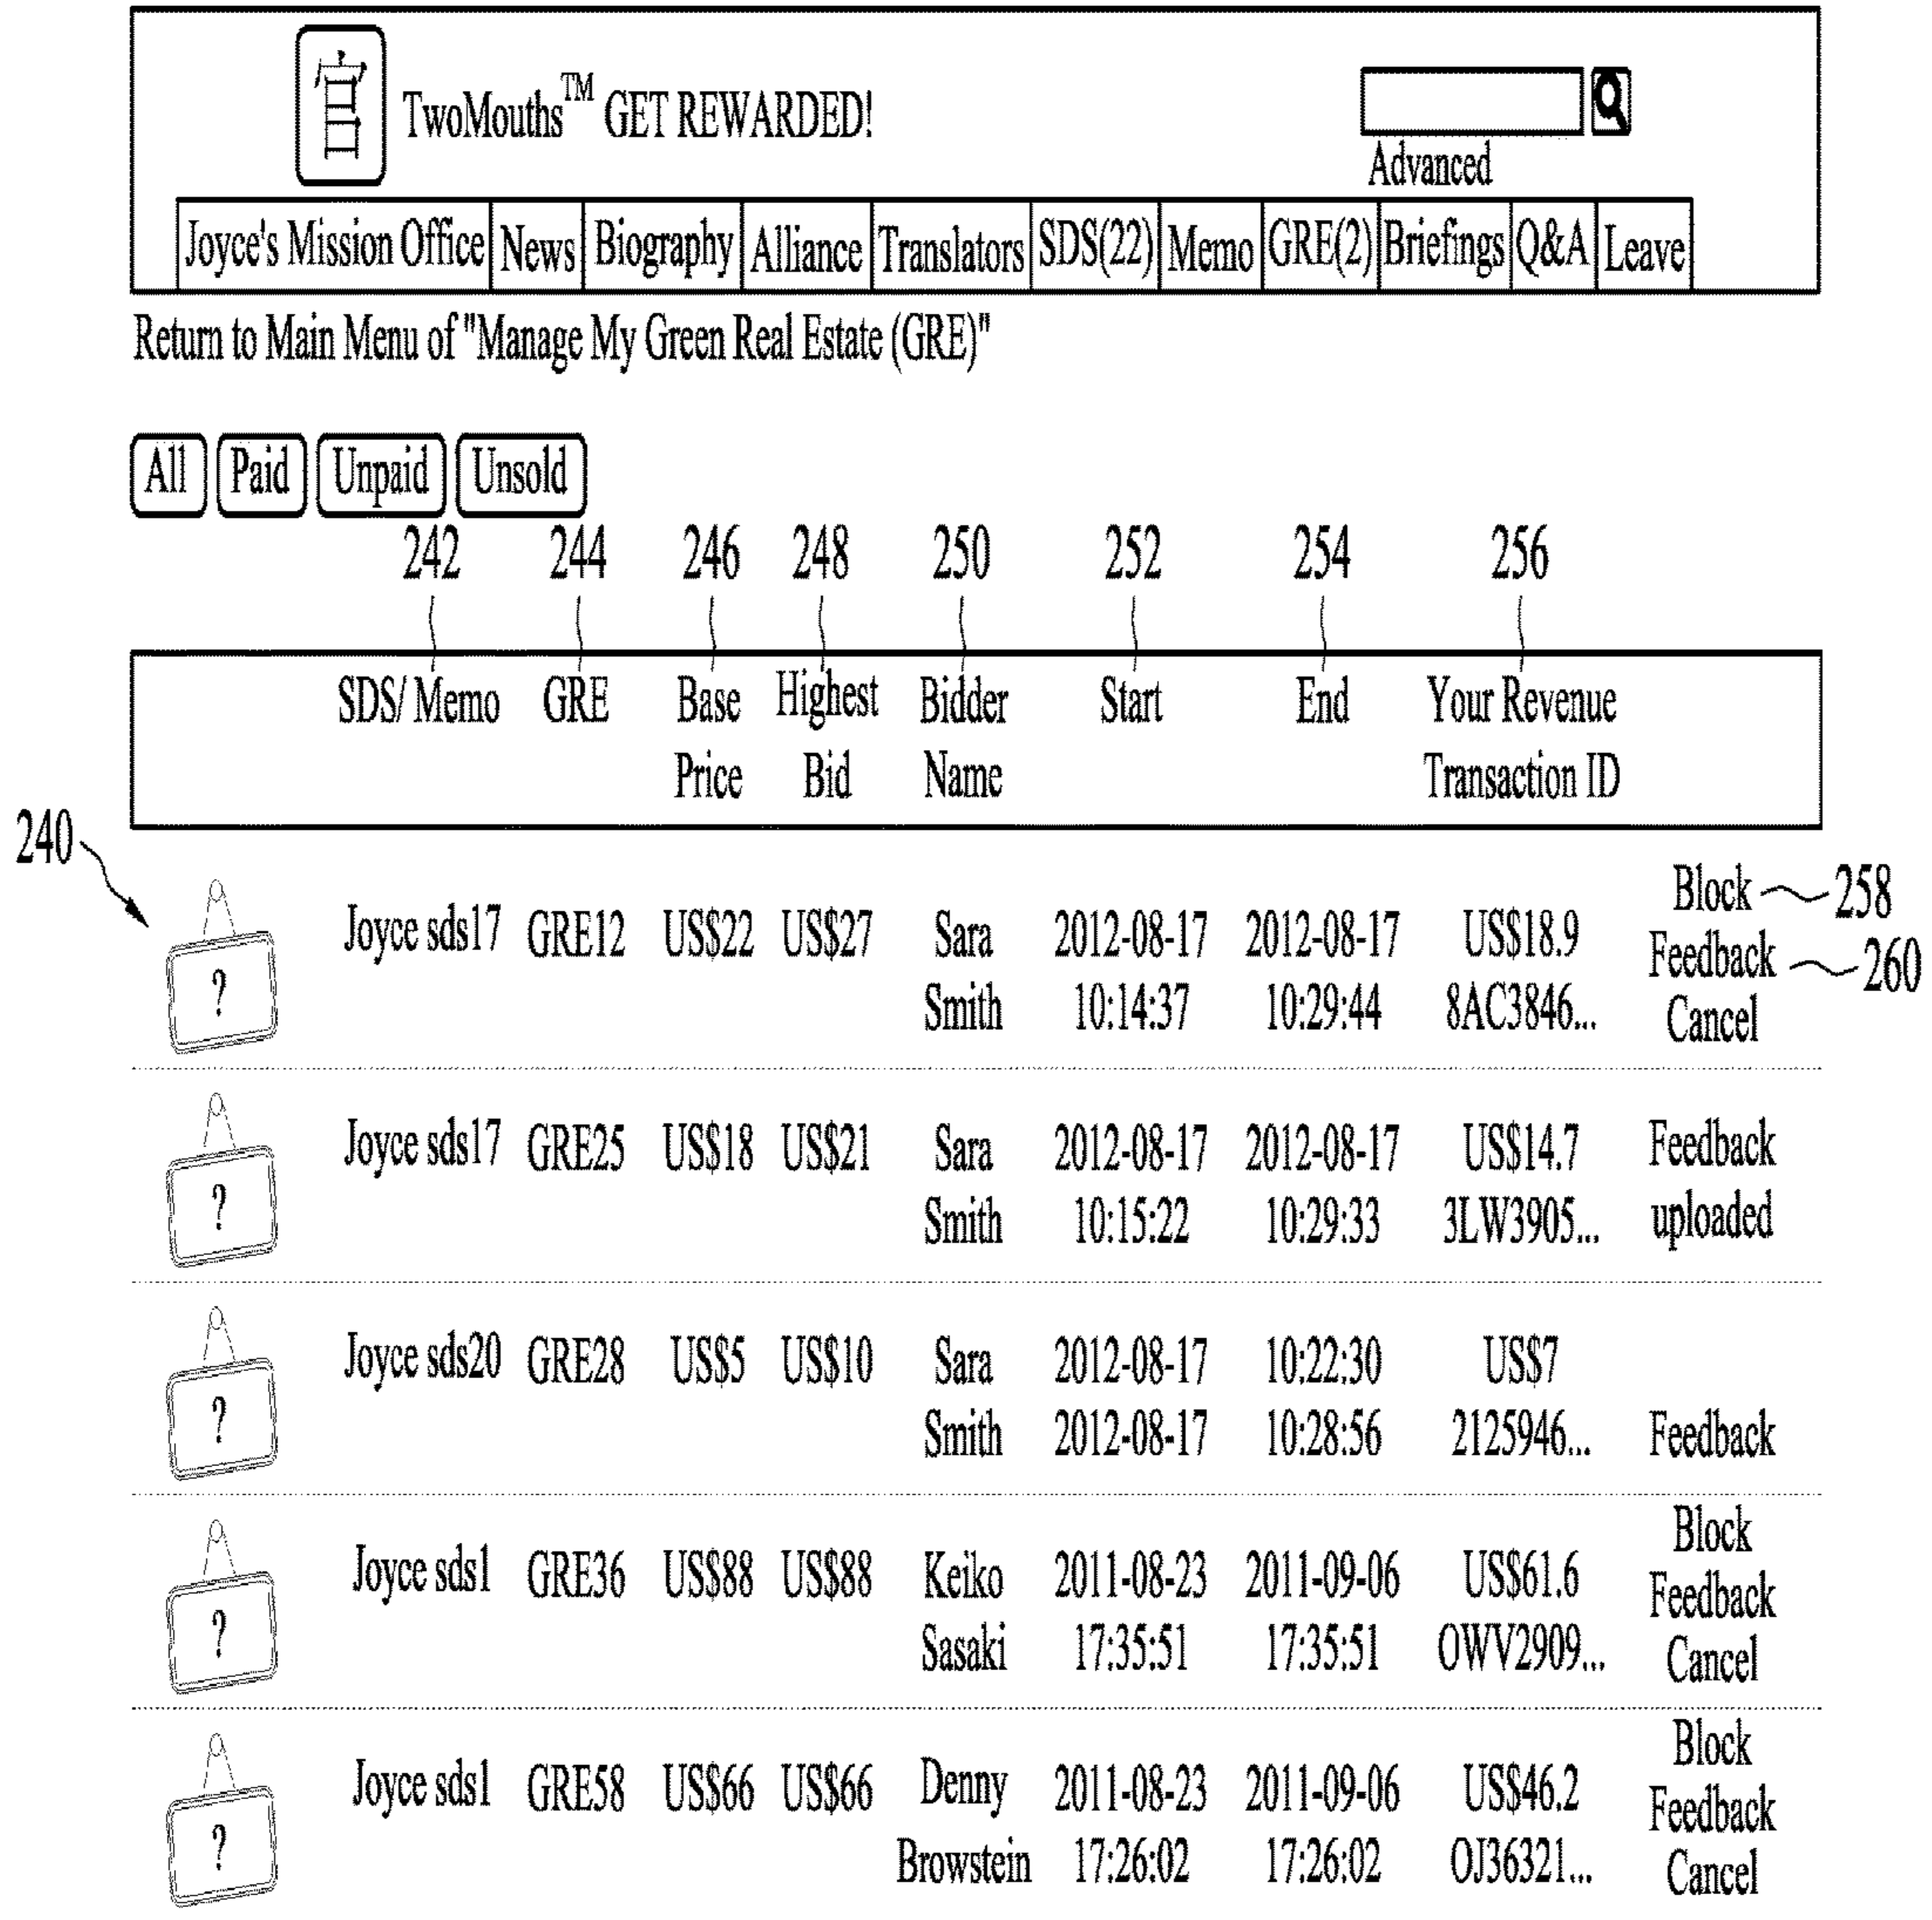 官
TwoMouths™ GET REWARDED!
Advanced
Joyce's Mission Office News Biography Alliance Translators SDS(22) Memo GRE(2) Briefings Q&A Leave
Return to Main Menu of "Manage My Green Real Estate (GRE)"
All Paid Unpaid Unsold
242 244 246 248 250 252 254 256
SDS/ Memo GRE Base Highest Bidder Start End Your Revenue
Price Bid Name Transaction ID
240
Block 258
Joyce sds17 GRE12 US$22 US$27 Sara 2012-08-17 2012-08-17 US$18.9
Feedback 260
? Smith 10:14:37 10:29:44 8AC3846... Cancel
Joyce sds17 GRE25 US$18 US$21 Sara 2012-08-17 2012-08-17 US$14.7 Feedback
? Smith 10:15:22 10:29:33 3LW3905... uploaded
Joyce sds20 GRE28 US$5 US$10 Sara 2012-08-17 10:22:30 US$7
? Smith 2012-08-17 10:28:56 2125946... Feedback
Block
Joyce sds1 GRE36 US$88 US$88 Keiko 2011-08-23 2011-09-06 US$61.6
Feedback
? Sasaki 17:35:51 17:35:51 OWV2909... Cancel
Block
Joyce sds1 GRE58 US$66 US$66 Denny 2011-08-23 2011-09-06 US$46.2
Feedback
? Browstein 17:26:02 17:26:02 OJ36321... Cancel